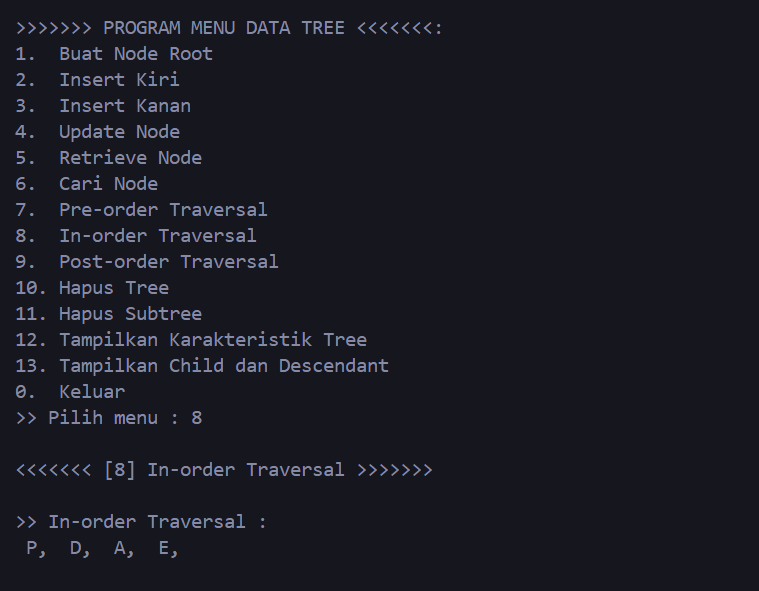 >>>>>>> PROGRAM MENU DATA TREE <<<<<<<:
1.  Buat Node Root
2.  Insert Kiri
3.  Insert Kanan
4.  Update Node
5.  Retrieve Node
6.  Cari Node
7.  Pre-order Traversal
8.  In-order Traversal
9.  Post-order Traversal
10. Hapus Tree
11. Hapus Subtree
12. Tampilkan Karakteristik Tree
13. Tampilkan Child dan Descendant
0.  Keluar
>> Pilih menu : 8
<<<<<<< [8] In-order Traversal >>>>>>>
>> In-order Traversal :
 P,  D,  A,  E,